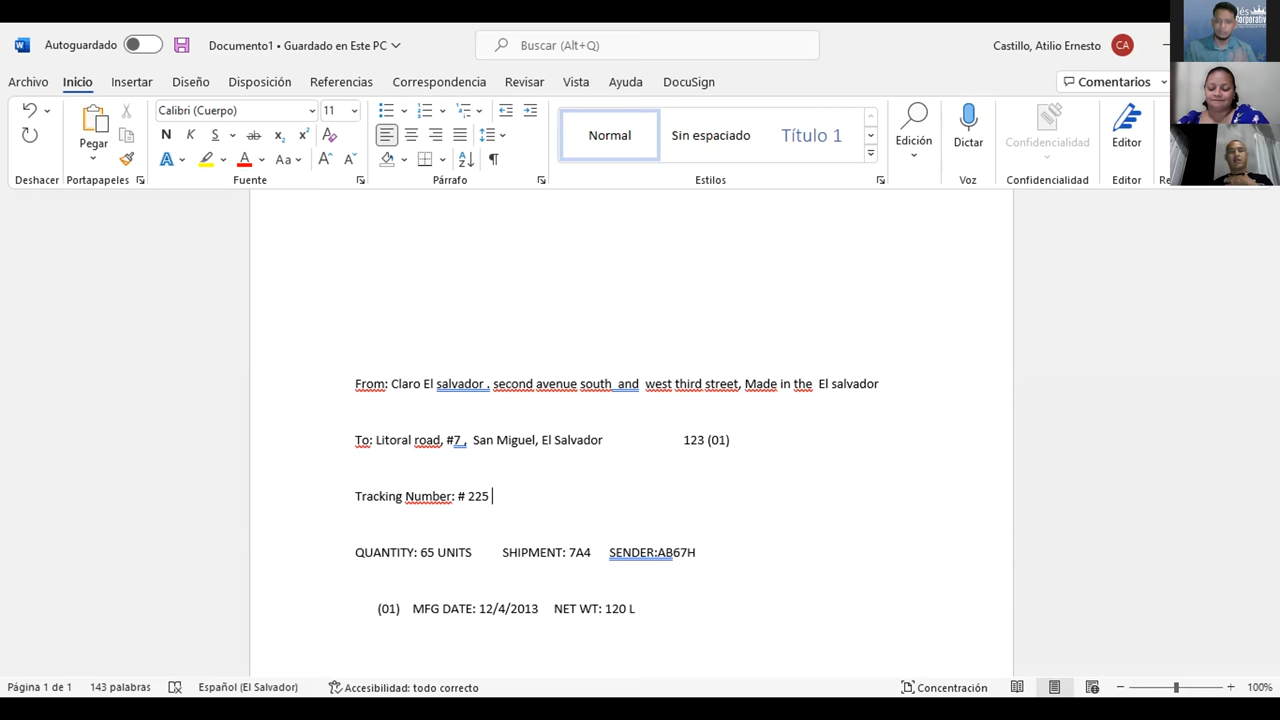 Autoguardado Documento1 • Guardado en Este PC Buscar (Alt+Q) Castillo, Atilio Ernesto CA
Archivo Inicio Insertar Diseño Disposición Referencias Correspondencia Revisar Vista Ayuda DocuSign Comentarios
Calibri (Cuerpo) 11
Pegar
Normal Sin espaciado Título 1
Edición Dictar Confidencialidad Editor
Deshacer Portapapeles Fuente Párrafo Estilos Voz Confidencialidad Editor
From: Claro El salvador . second avenue south and west third street, Made in the El salvador
To: Litoral road, #7 , San Miguel, El Salvador 123 (01)
Tracking Number: # 225
QUANTITY: 65 UNITS SHIPMENT: 7A4 SENDER:AB67H
(01) MFG DATE: 12/4/2013 NET WT: 120 L
Página 1 de 1 143 palabras Español (El Salvador) Accesibilidad: todo correcto Concentración 100%